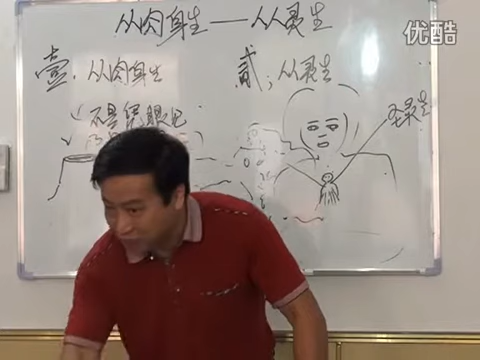 从肉身生——从灵生
优酷
壹,从肉身生
贰;从灵生
圣灵生
不是凭眼见